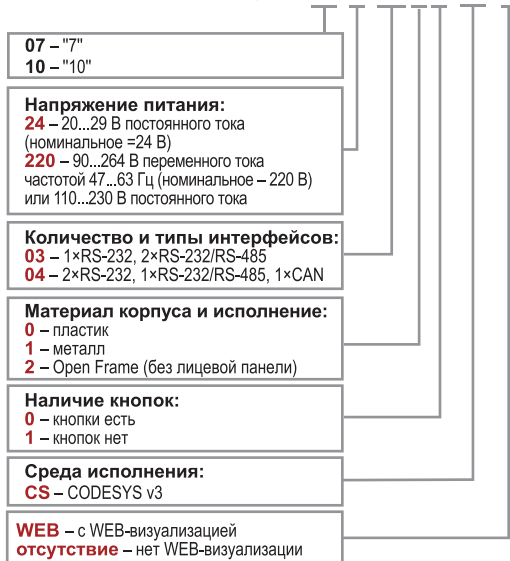 07 – "7"
10 – "10"
Напряжение питания:
24 – 20...29 В постоянного тока
(номинальное =24 В)
220 – 90...264 В переменного тока
частотой 47...63 Гц (номинальное – 220 В)
или 110...230 В постоянного тока
Количество и типы интерфейсов:
03 – 1×RS-232, 2×RS-232/RS-485
04 – 2×RS-232, 1×RS-232/RS-485, 1×CAN
Материал корпуса и исполнение:
0 – пластик
1 – металл
2 – Open Frame (без лицевой панели)
Наличие кнопок:
0 – кнопки есть
1 – кнопок нет
Среда исполнения:
CS – CODESYS v3
WEB – с WEB-визуализацией
отсутствие – нет WEB-визуализации